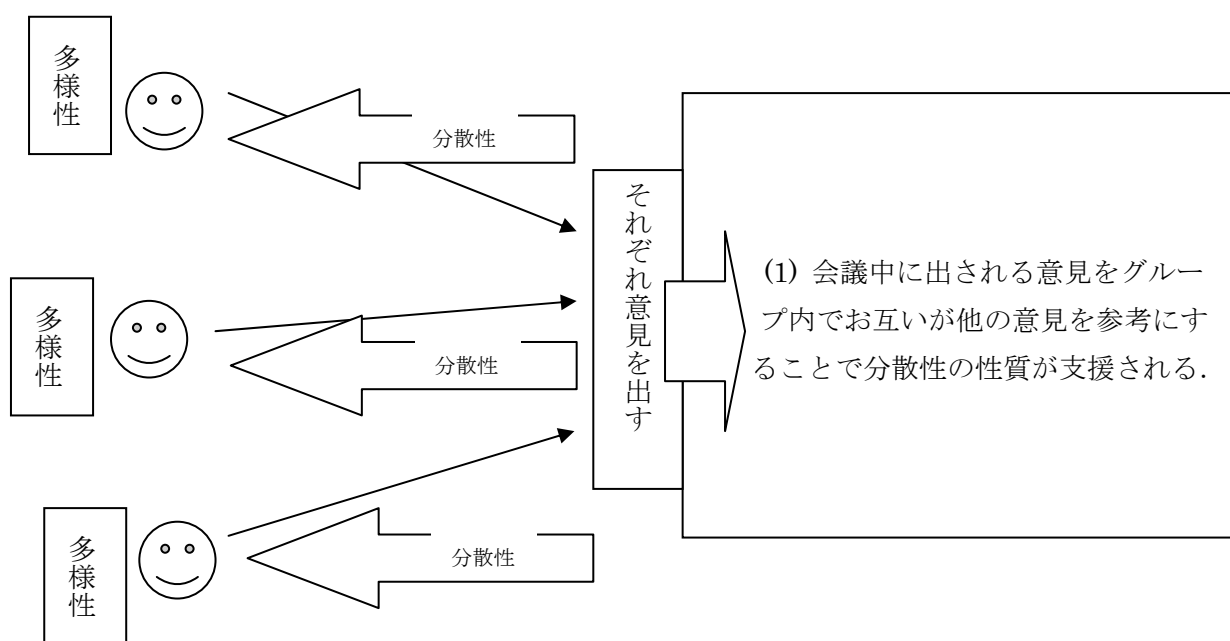 多様性
分散性
それぞれ意見を出す
(1) 会議中に出される意見をグルー
プ内でお互いが他の意見を参考にす
ることで分散性の性質が支援される.
多様性
分散性
多様性
分散性